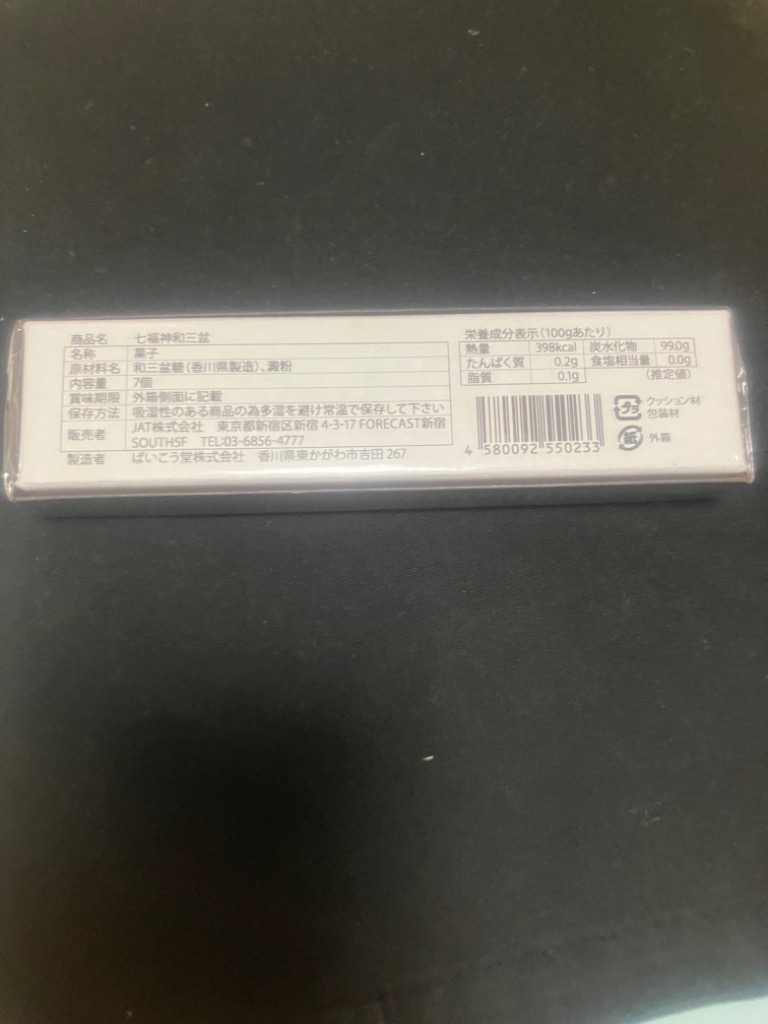 商品名 七福神和三盆
名称 菓子
原材料名 和三盆糖(香川県製造)、澱粉
内容量 7個
賞味期限 外箱側面に記載
保存方法 吸湿性のある商品の為多湿を避け常温で保存して下さい
販売者 JAT株式会社 東京都新宿区新宿 4-3-17 FORECAST新宿
SOUTH5F TEL:03-6856-4777
製造者 ばいこう堂株式会社 香川県東かがわ市吉田 267
栄養成分表示(100gあたり)
熱量 398kcal 炭水化物 99.0g
たんぱく質 0.2g 食塩相当量 0.0g
脂質 0.1g (推定値)
4 580092 550233
プラ クッション材
包装材
紙 外箱